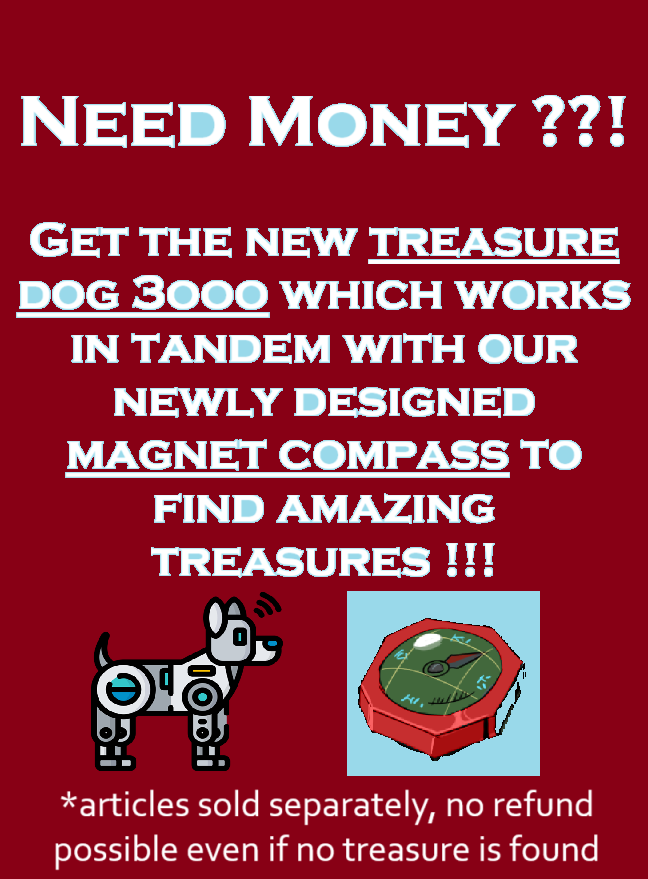 Need Money ??!
Get the new treasure
dog 3000 which works
in tandem with our
newly designed
magnet compass to
find amazing
treasures !!!
*articles sold separately, no refund
possible even if no treasure is found